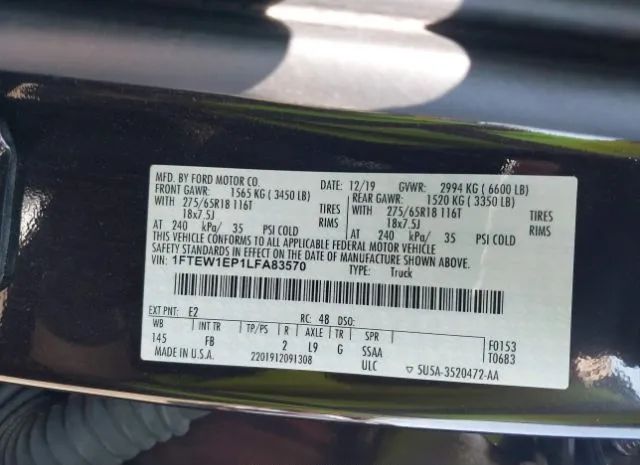 MFD. BY FORD MOTOR CO.
DATE: 12/19 GVWR: 2994 KG ( 6600 LB)
FRONT GAWR: 1565 KG ( 3450 LB)
REAR GAWR: 1520 KG ( 3350 LB)
WITH 275/65R18 116T TIRES
WITH 275/65R18 116T TIRES
18x7.5J RIMS
18x7.5J RIMS
AT 240 kPa/ 35 PSI COLD
AT 240 kPa/ 35 PSI COLD
THIS VEHICLE CONFORMS TO ALL APPLICABLE FEDERAL MOTOR VEHICLE
SAFETY STANDARDS IN EFFECT ON THE DATE OF MANUFACTURE SHOWN ABOVE.
VIN: 1FTEW1EP1LFA83570
TYPE: Truck
EXT PNT: E2 RC: 48 DSO:
WB INT TR TP/PS R AXLE TR SPR
145 FB 2 L9 G SSAA
F0153
T0683
MADE IN U.S.A. 2201912091308 ULC
5U5A-3520472-AA